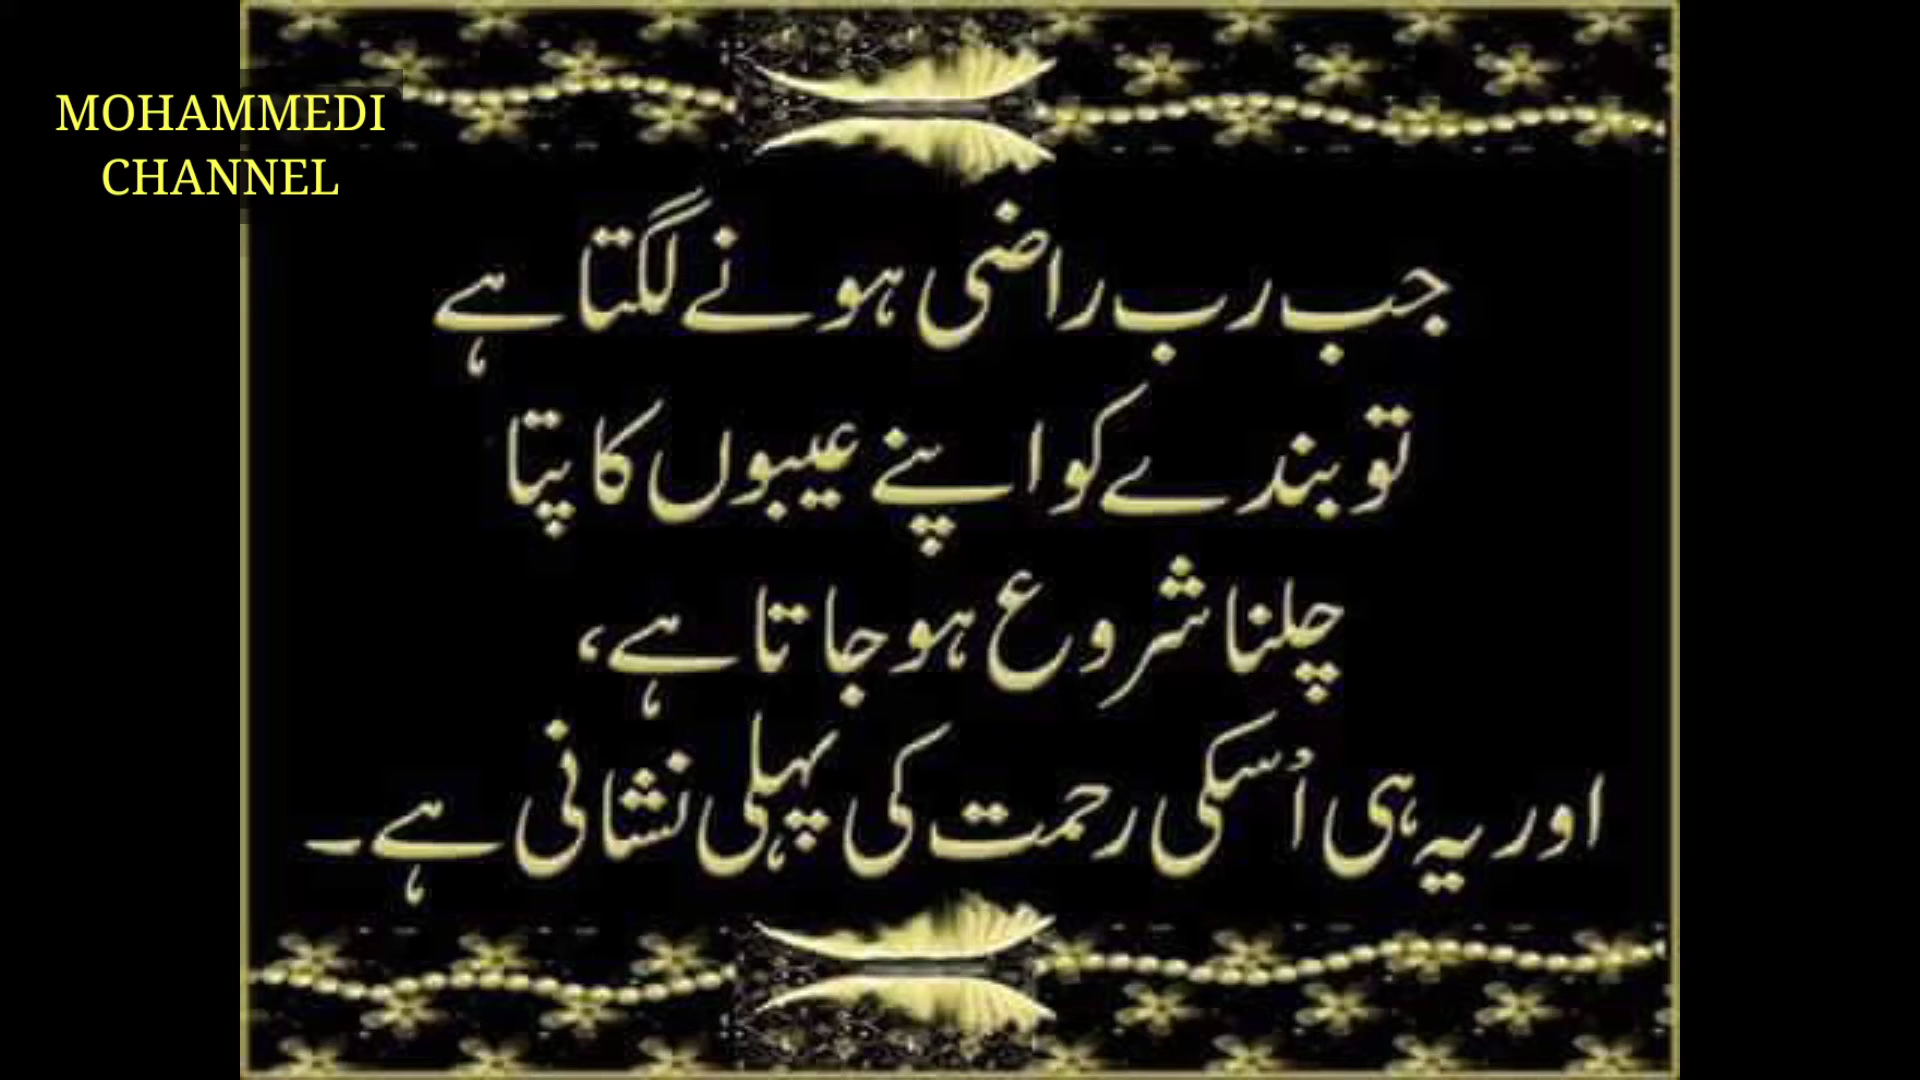 MOHAMMEDI
CHANNEL
جب رب راضی ہونے لگتا ہے
تو بندے کو اپنے عیبوں کا پتا
چلنا شروع ہو جاتا ہے،
اور یہ ہی اُسکی رحمت کی پہلی نشانی ہے۔